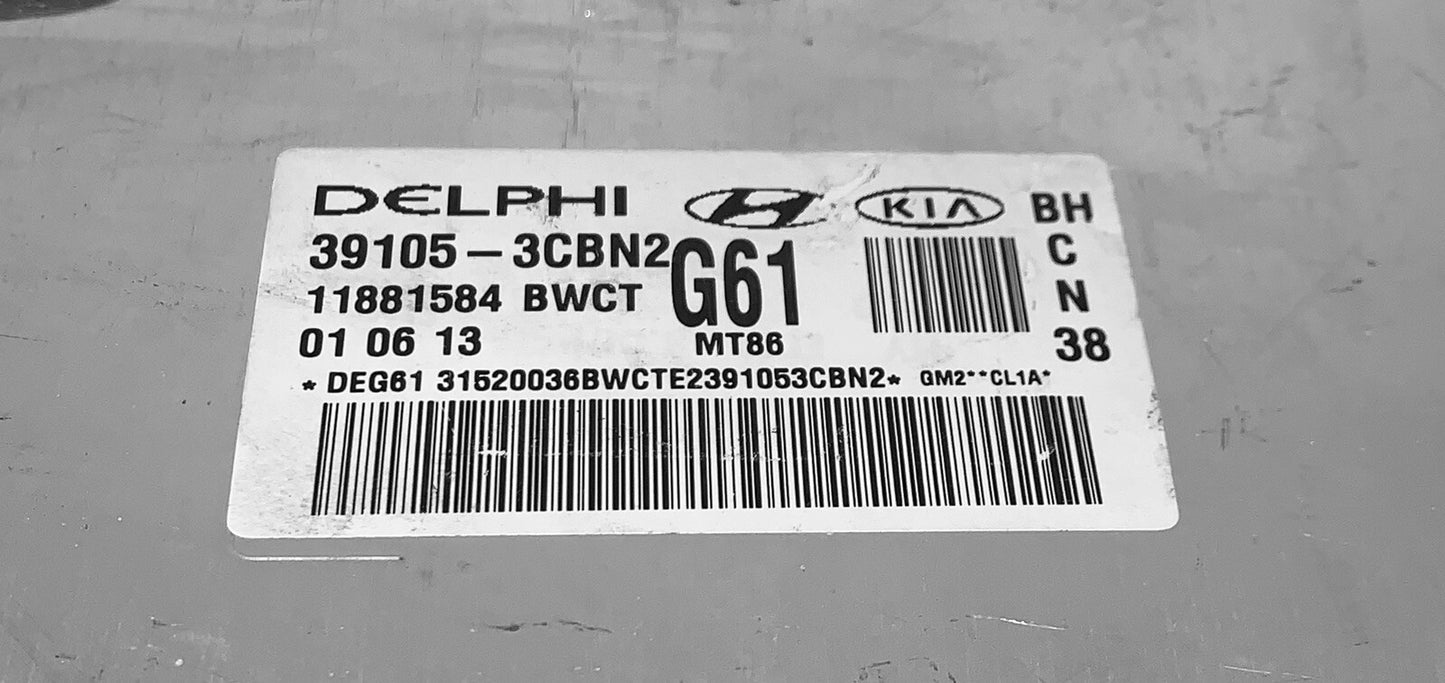 DELPHI KIA BH
39105-3CBN2 G61 C
11881584 BWCT N
01 06 13 MT86 38
* DEG61 31520036BWCTE2391053CBN2* GM2**CL1A*